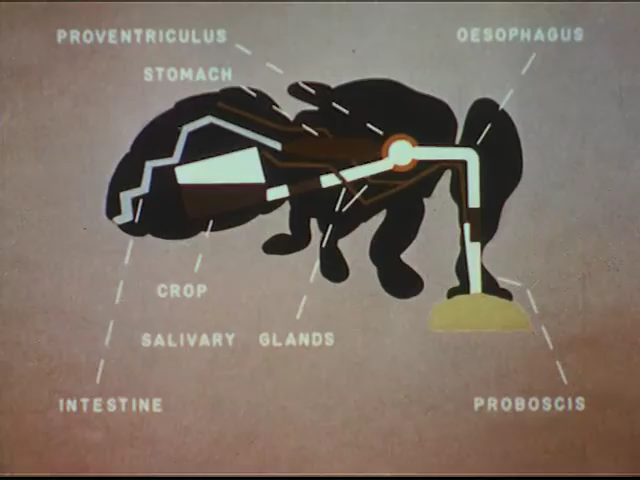 PROVENTRICULUS
OESOPHAGUS
STOMACH
CROP
SALIVARY GLANDS
INTESTINE
PROBOSCIS